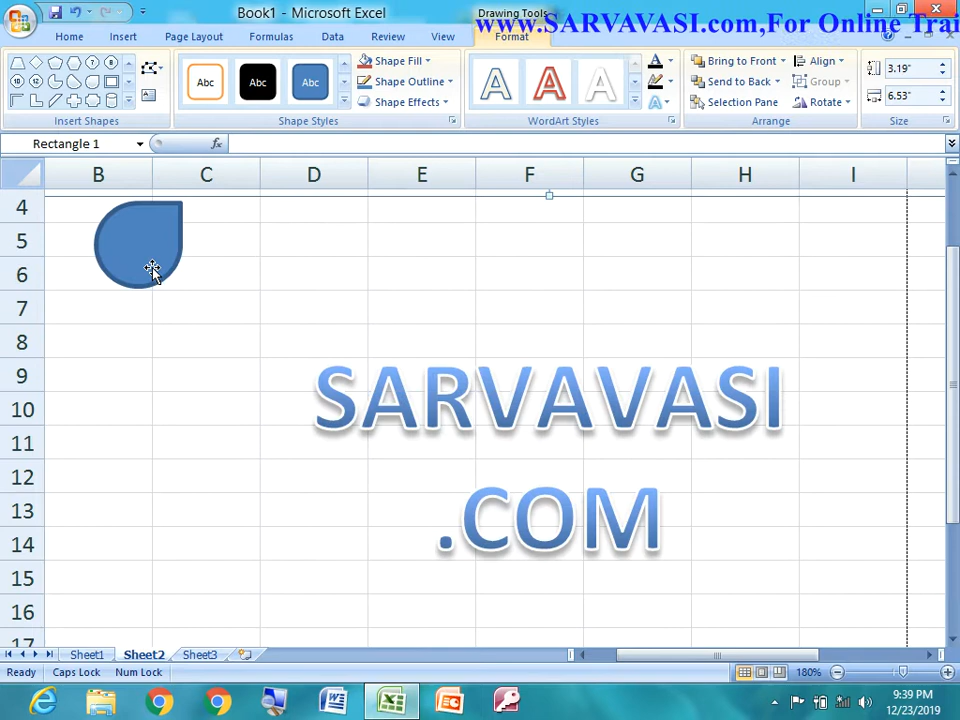 Book1 - Microsoft Excel
Drawing Tools
www.SARVAVASI.com,For Online Trai
Home Insert Page Layout Formulas Data Review View Format
Abc Abc Abc
Shape Fill
Shape Outline
Shape Effects
A A A
Bring to Front
Send to Back
Selection Pane
Align
Group
Rotate
3.19"
6.53"
Insert Shapes Shape Styles WordArt Styles Arrange Size
Rectangle 1 fx
B C D E F G H I
4
5
6
7
8
9
SARVAVASI
10
11
12
13
.COM
14
15
16
17
Sheet1 Sheet2 Sheet3
Ready Caps Lock Num Lock 180%
9:39 PM
12/23/2019